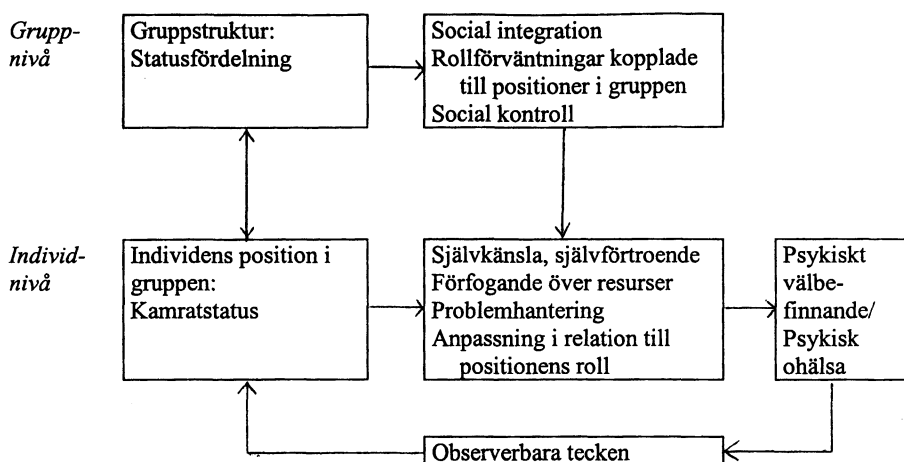 Grupp-
nivå
Gruppstruktur:
Statusfördelning
Social integration
Rollförväntningar kopplade
till positioner i gruppen
Social kontroll
Individ-
nivå
Individens position i
gruppen:
Kamratstatus
Självkänsla, självförtroende
Förfogande över resurser
Problemhantering
Anpassning i relation till
positionens roll
Psykiskt
välbe-
finnande/
Psykisk
ohälsa
Observerbara tecken